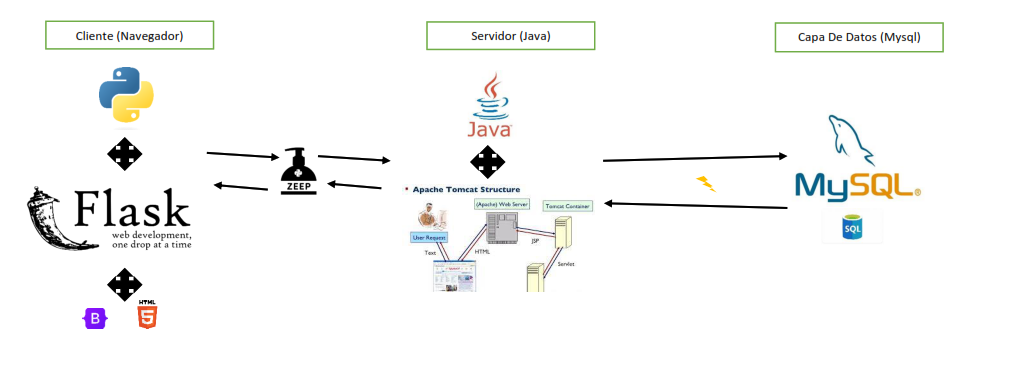 Cliente (Navegador)
Servidor (Java)
Capa De Datos (Mysql)
Java
ZEEP
Flask
web development,
one drop at a time
• Apache Tomcat Structure
(Apache) Web Server
Tomcat Container
User Request
Text
HTML
JSP
Servlet
MySQL®
SQL
B
HTML
5